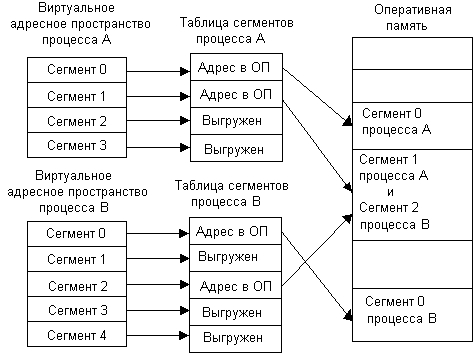 Виртуальное
адресное пространство
процесса A
Сегмент 0
Сегмент 1
Сегмент 2
Сегмент 3
Таблица сегментов
процесса A
Адрес в ОП
Адрес в ОП
Выгружен
Выгружен
Виртуальное
адресное пространство
процесса B
Сегмент 0
Сегмент 1
Сегмент 2
Сегмент 3
Сегмент 4
Таблица сегментов
процесса B
Адрес в ОП
Выгружен
Адрес в ОП
Выгружен
Выгружен
Оперативная
память
Сегмент 0
процесса A
Сегмент 1
процесса A
и
Сегмент 2
процесса B
Сегмент 0
процесса B